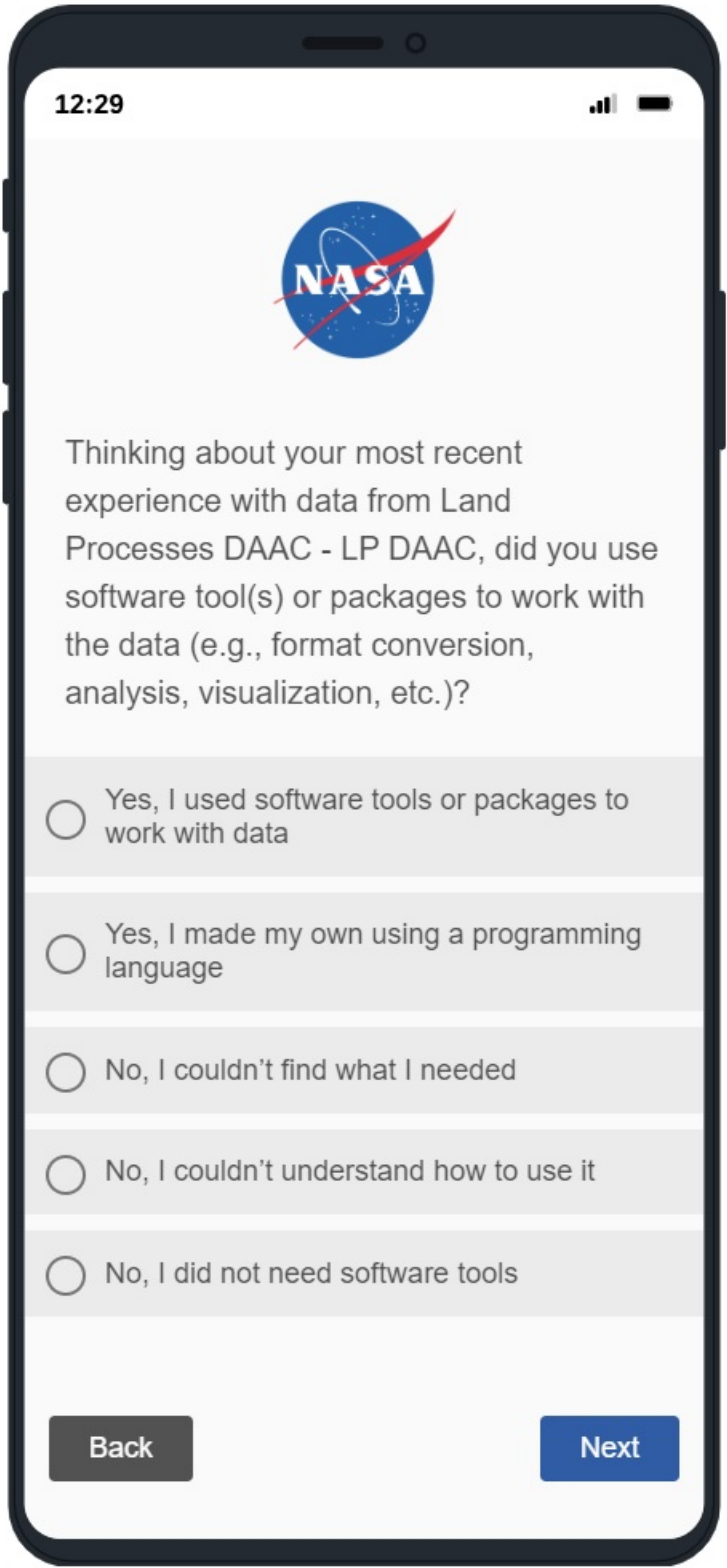 12:29
NASA
Thinking about your most recent
experience with data from Land
Processes DAAC - LP DAAC, did you use
software tool(s) or packages to work with
the data (e.g., format conversion,
analysis, visualization, etc.)?
Yes, I used software tools or packages to
work with data
Yes, I made my own using a programming
language
No, I couldn’t find what I needed
No, I couldn’t understand how to use it
No, I did not need software tools
Back
Next